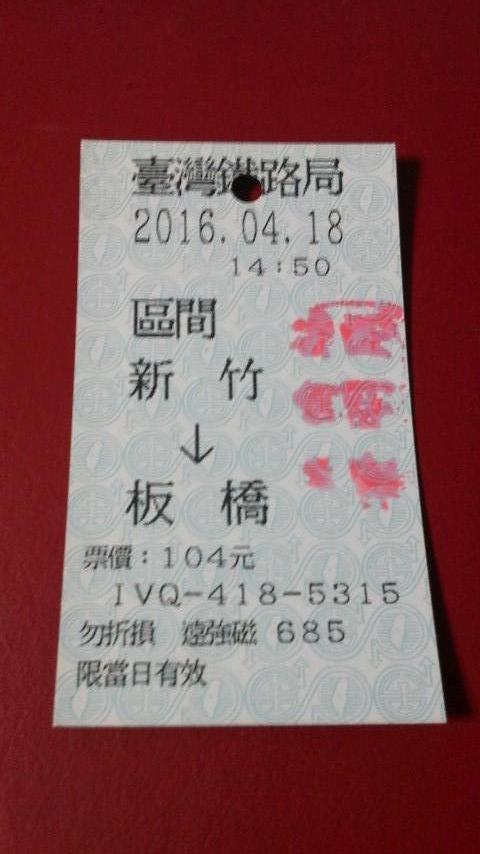 臺灣鐵路局
2016.04.18
14:50
區間
新竹
↓
板橋
票價：104元
IVQ-418-5315
勿折損 遠強磁 685
限當日有效